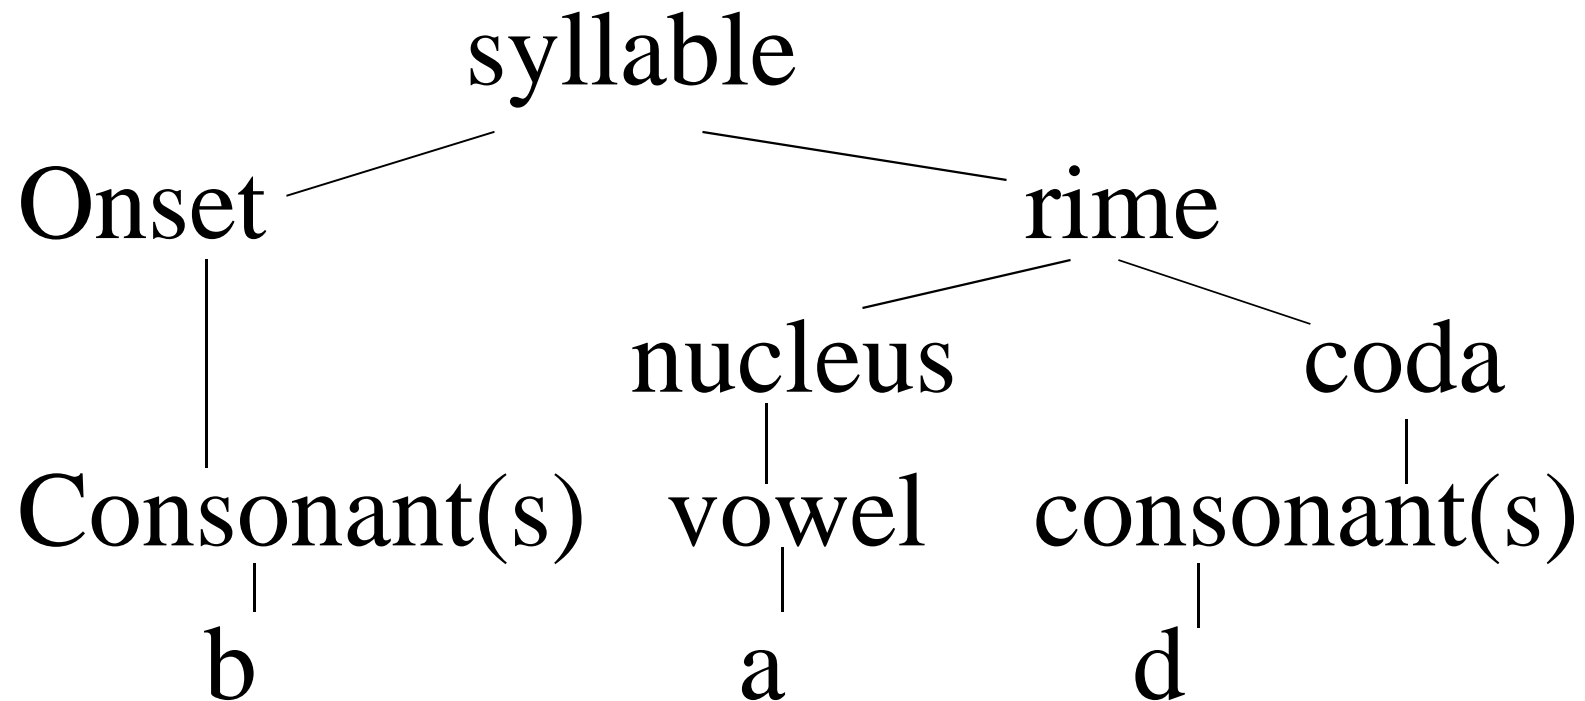 syllable
Onset rime
nucleus coda
Consonant(s) vowel consonant(s)
b a d